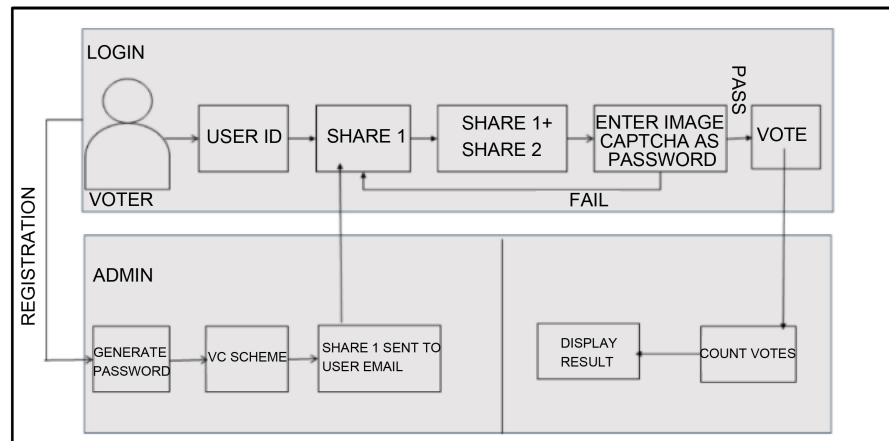 LOGIN
VOTER
USER ID
SHARE 1
SHARE 1+
SHARE 2
ENTER IMAGE
CAPTCHA AS
PASSWORD
PASS
VOTE
FAIL
REGISTRATION
ADMIN
GENERATE
PASSWORD
VC SCHEME
SHARE 1 SENT TO
USER EMAIL
DISPLAY
RESULT
COUNT VOTES